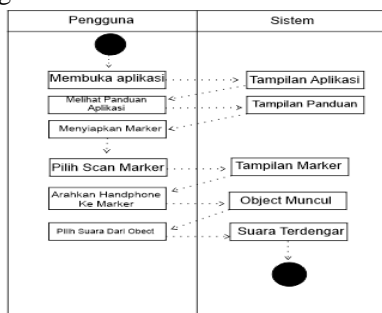 Pengguna
Sistem
Membuka aplikasi
Tampilan Aplikasi
Melihat Panduan
Aplikasi
Tampilan Panduan
Menyiapkan Marker
Pilih Scan Marker
Tampilan Marker
Arahkan Handphone
Ke Marker
Object Muncul
Pilih Suara Dari Obect
Suara Terdengar